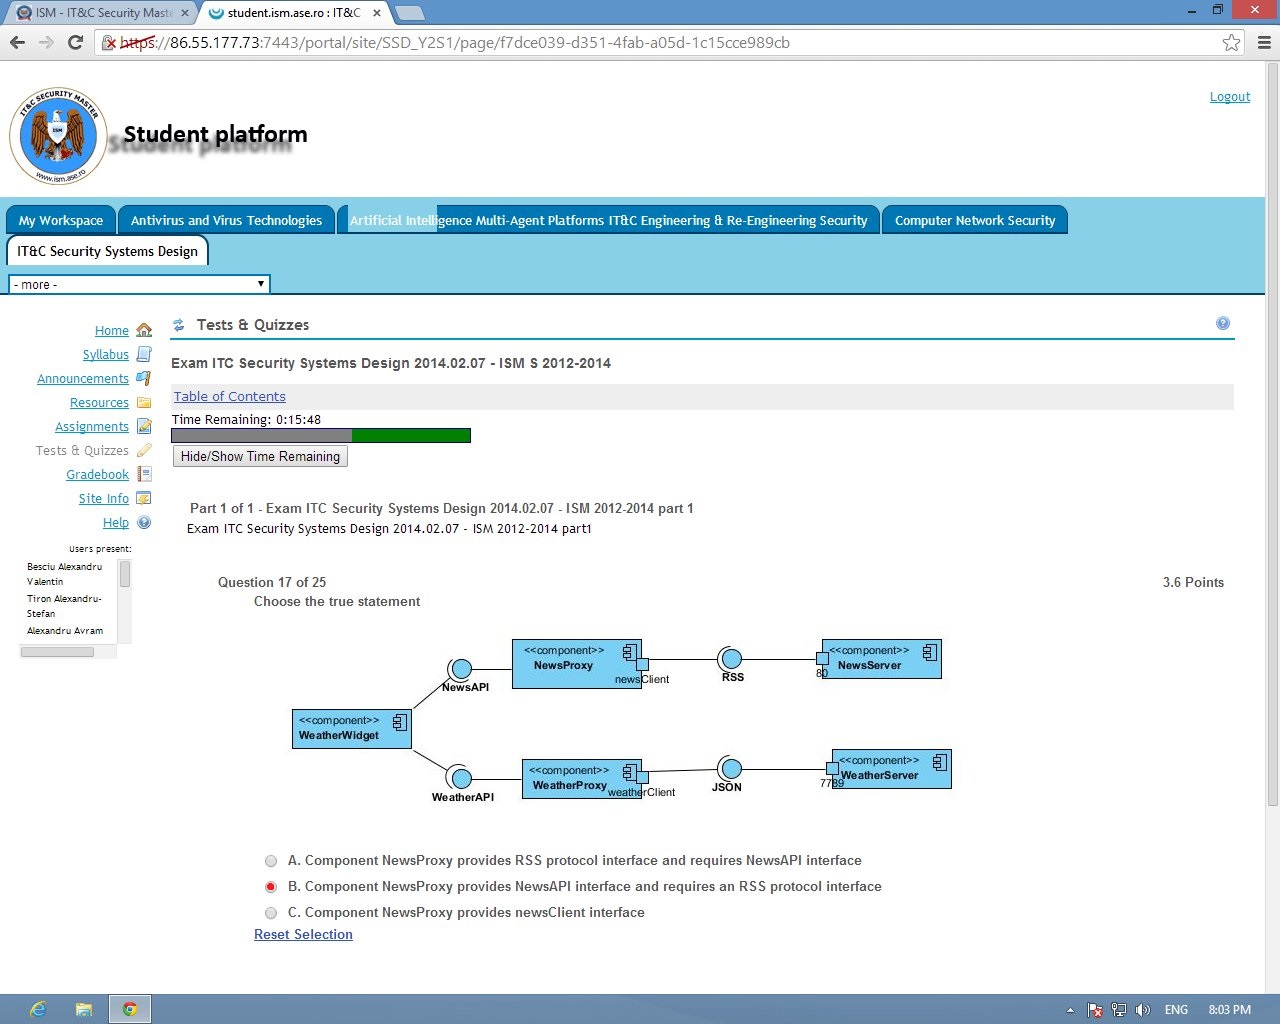 ISM - IT&C Security Maste
student.ism.ase.ro : IT&C
https://86.55.177.73:7443/portal/site/SSD_Y2S1/page/f7dce039-d351-4fab-a05d-1c15cce989cb
Logout
IT&C SECURITY MASTER
ISM
www.ism.ase.ro
Student platform
My Workspace
Antivirus and Virus Technologies
Artificial Intelligence Multi-Agent Platforms IT&C Engineering & Re-Engineering Security
Computer Network Security
IT&C Security Systems Design
- more -
Home
Syllabus
Announcements
Resources
Assignments
Tests & Quizzes
Gradebook
Site Info
Help
Users present:
Besciu Alexandru
Valentin
Tiron Alexandru-
Stefan
Alexandru Avram
Tests & Quizzes
Exam ITC Security Systems Design 2014.02.07 - ISM S 2012-2014
Table of Contents
Time Remaining: 0:15:48
Hide/Show Time Remaining
Part 1 of 1 - Exam ITC Security Systems Design 2014.02.07 - ISM 2012-2014 part 1
Exam ITC Security Systems Design 2014.02.07 - ISM 2012-2014 part1
Question 17 of 25
3.6 Points
Choose the true statement
<<component>>
NewsProxy
newsClient
NewsAPI
RSS
<<component>>
NewsServer
80
<<component>>
WeatherWidget
<<component>>
WeatherProxy
weatherClient
WeatherAPI
JSON
<<component>>
WeatherServer
7789
A. Component NewsProxy provides RSS protocol interface and requires NewsAPI interface
B. Component NewsProxy provides NewsAPI interface and requires an RSS protocol interface
C. Component NewsProxy provides newsClient interface
Reset Selection
ENG
8:03 PM